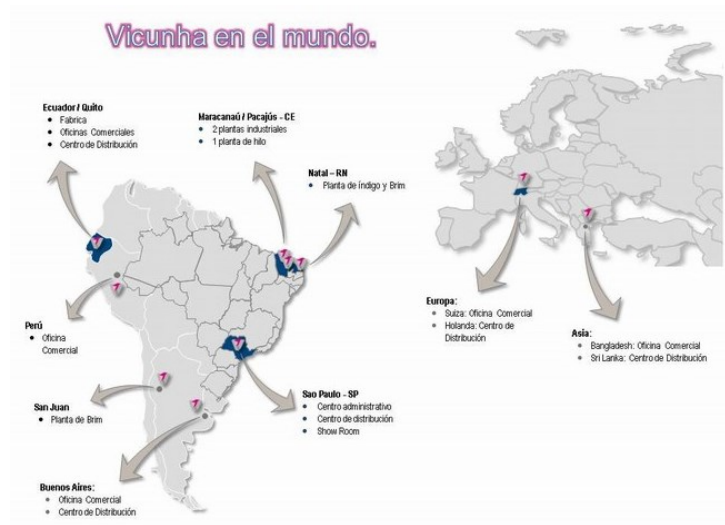 Vicunha en el mundo.
Ecuador / Quito
• Fabrica
• Oficinas Comerciales
• Centro de Distribución
Maracanaú / Pacajús - CE
• 2 plantas industriales
• 1 planta de hilo
Natal – RN
• Planta de índigo y Brim
Perú
• Oficina
Comercial
San Juan
• Planta de Brim
Buenos Aires:
• Oficina Comercial
• Centro de Distribución
Sao Paulo - SP
• Centro administrativo
• Centro de distribución
• Show Room
Europa:
• Suiza: Oficina Comercial
• Holanda: Centro de
Distribución
Asia:
• Bangladesh: Oficina Comercial
• Sri Lanka: Centro de Distribución